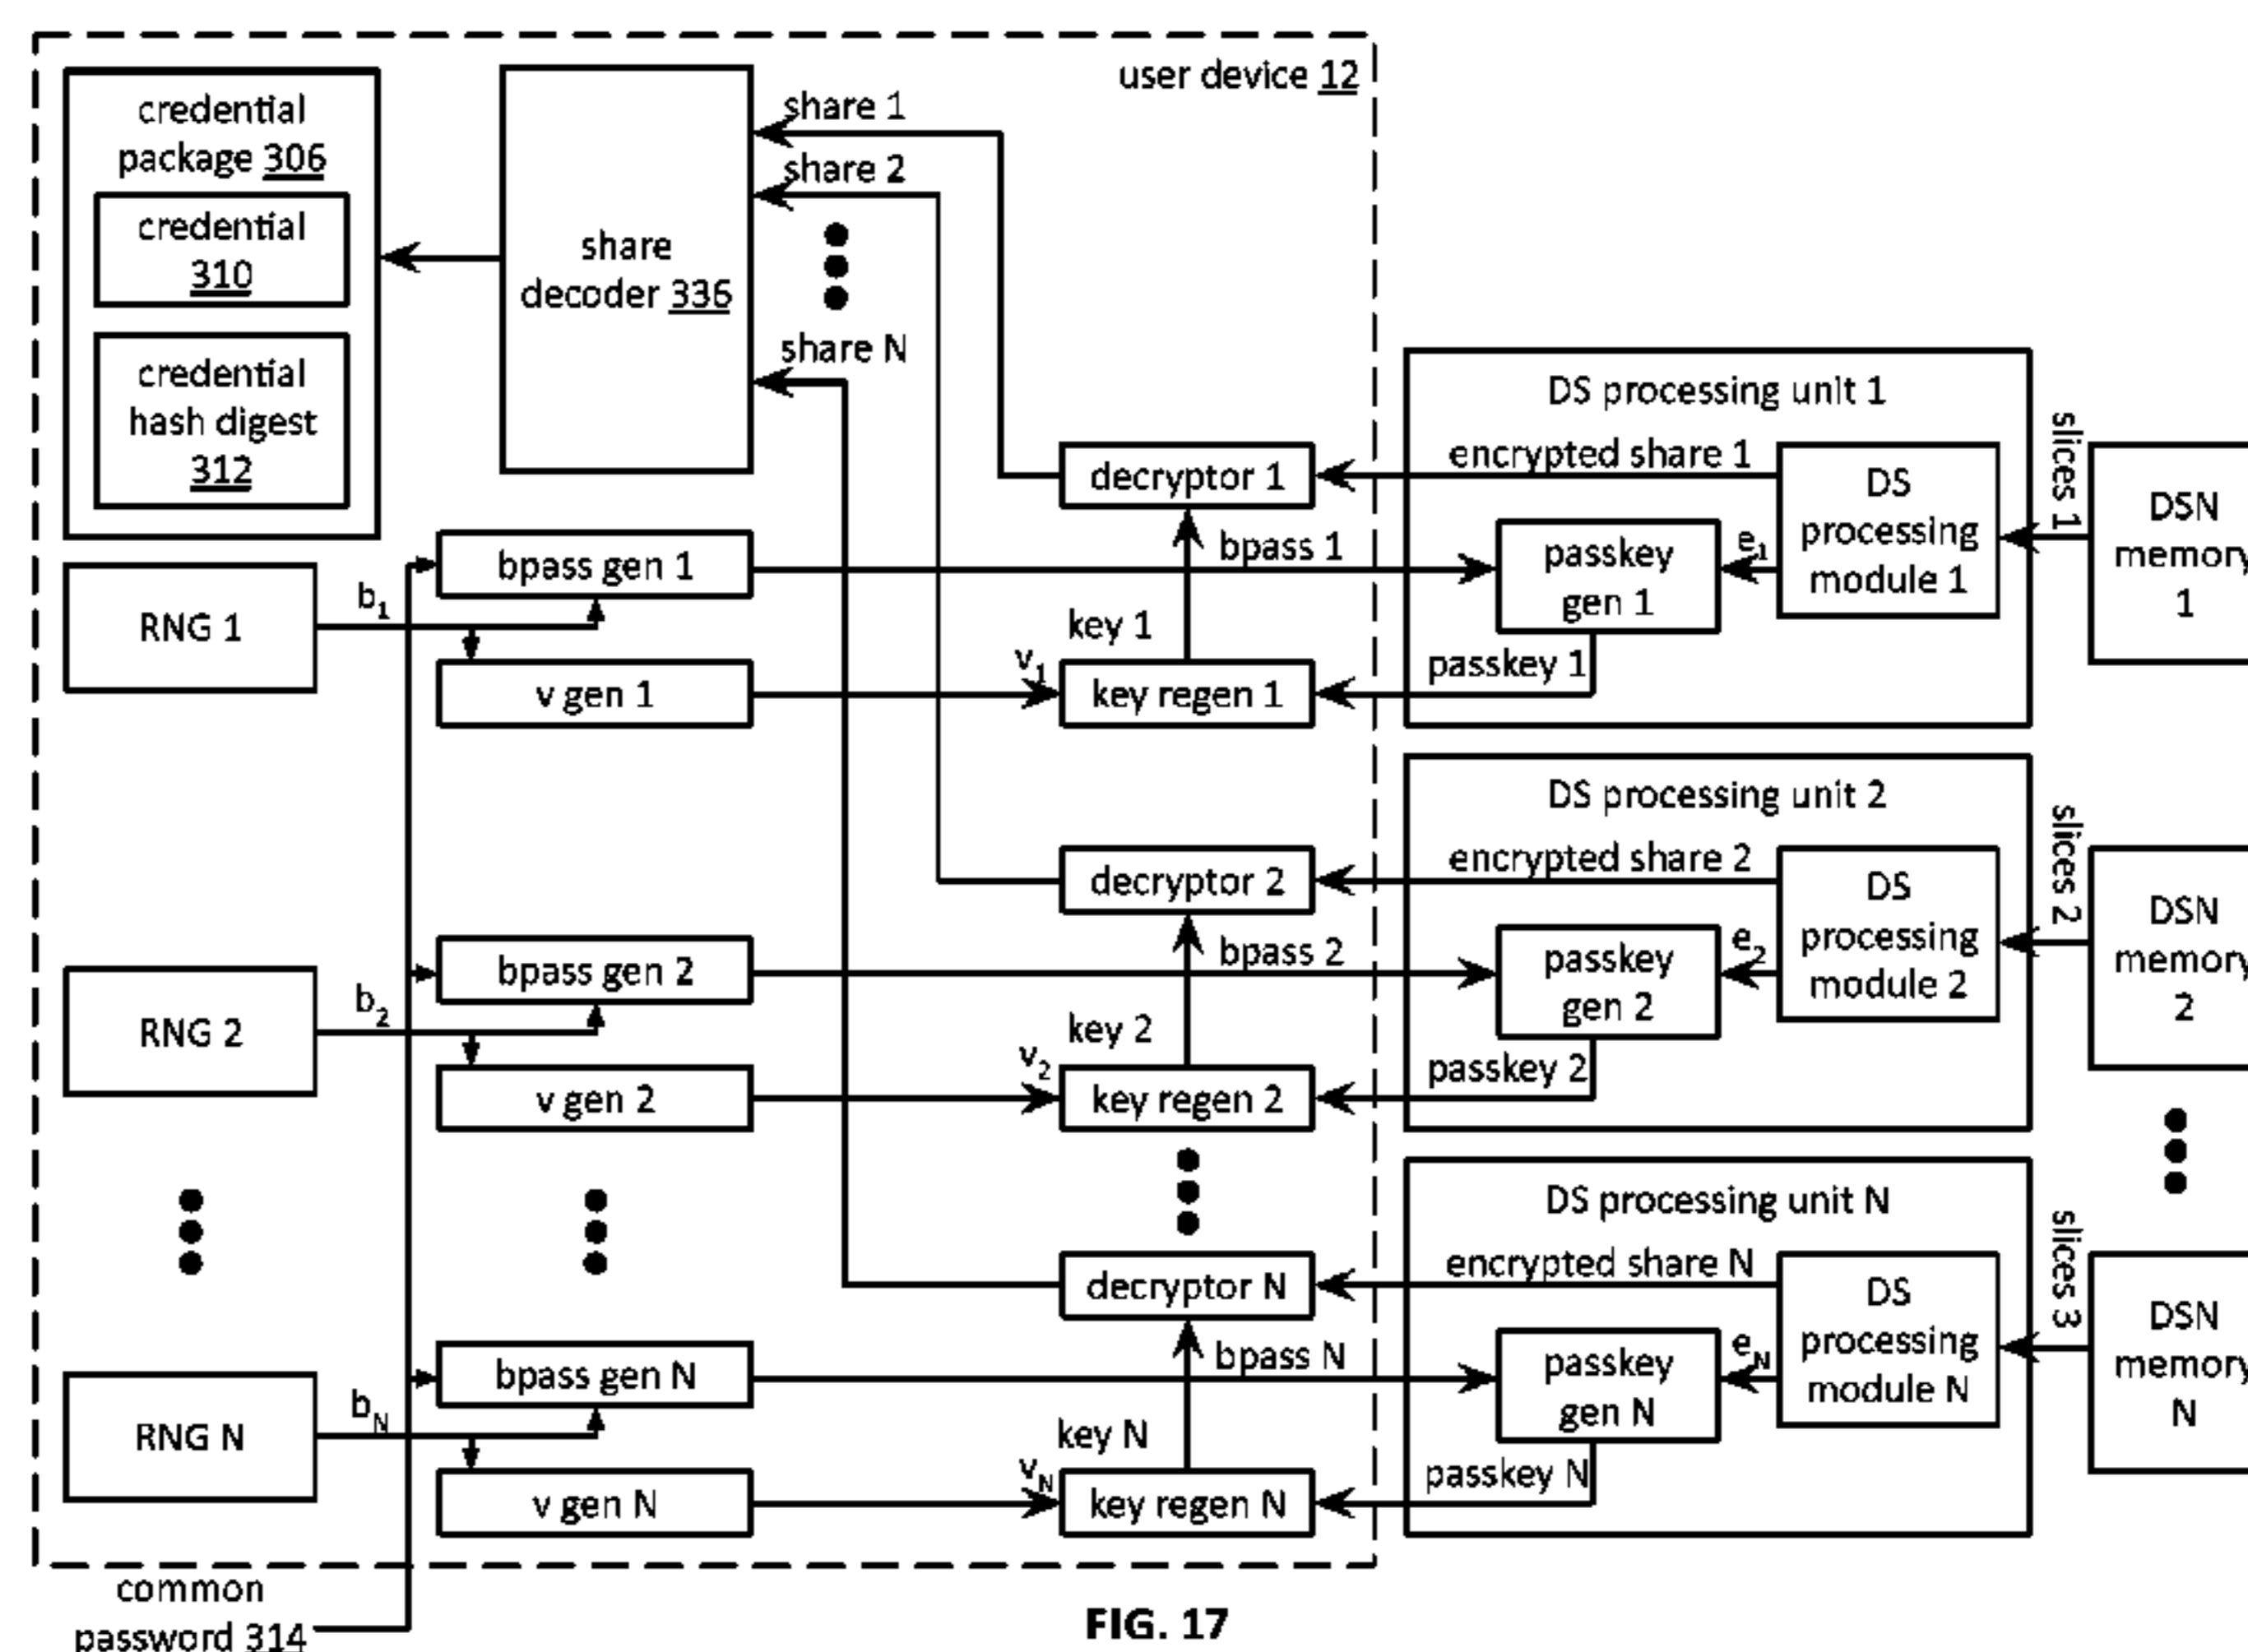 user device 12
credential
package 306
credential
310
credential
hash digest
312
share
decoder 336
share 1
share 2
share N
DS processing unit 1
encrypted share 1
decryptor 1
DS
processing
module 1
slices 1
DSN
memory
1
bpass gen 1
bpass 1
passkey
gen 1
e1
RNG 1
b1
key 1
v gen 1
v1
key regen 1
passkey 1
DS processing unit 2
encrypted share 2
decryptor 2
DS
processing
module 2
slices 2
DSN
memory
2
bpass gen 2
bpass 2
passkey
gen 2
e2
RNG 2
b2
key 2
v gen 2
v2
key regen 2
passkey 2
DS processing unit N
encrypted share N
decryptor N
DS
processing
module N
slices 3
DSN
memory
N
bpass gen N
bpass N
passkey
gen N
eN
RNG N
bN
key N
v gen N
vN
key regen N
passkey N
common
password 314
FIG. 17